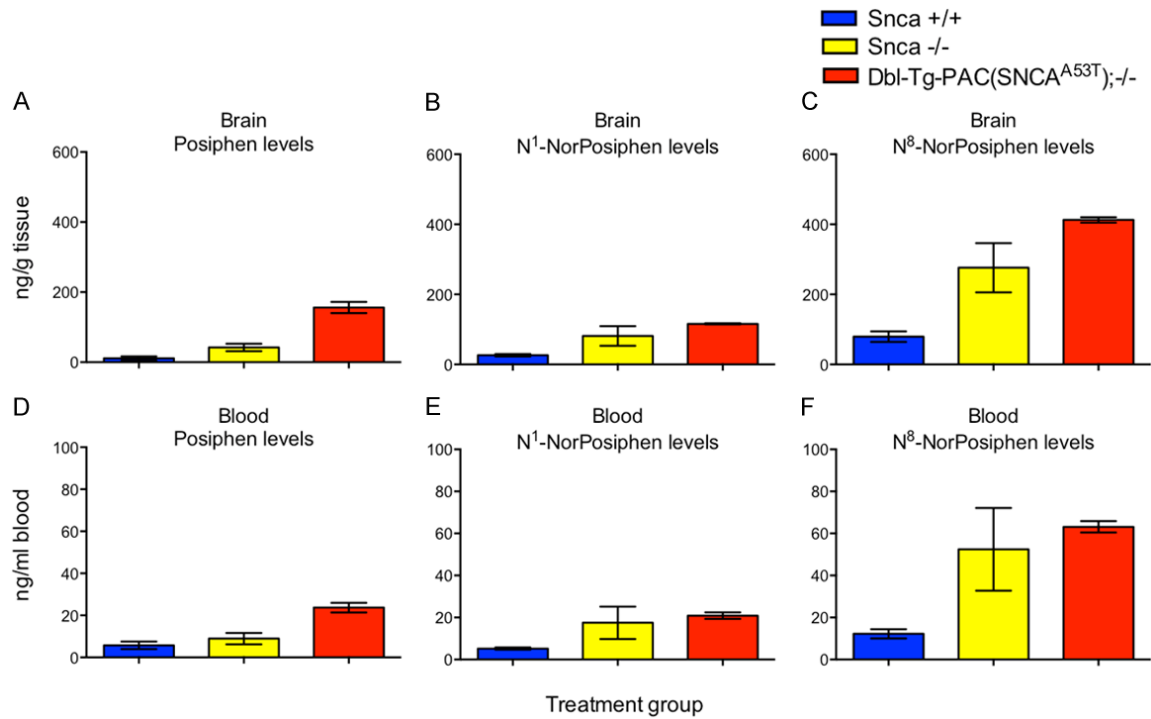 Snca +/+
Snca -/-
Dbl-Tg-PAC(SNCA^A53T);-/-
A
Brain
Posiphen levels
600
400
200
0
ng/g tissue
B
Brain
N¹-NorPosiphen levels
600
400
200
0
C
Brain
N⁸-NorPosiphen levels
600
400
200
0
D
Blood
Posiphen levels
100
80
60
40
20
0
ng/ml blood
E
Blood
N¹-NorPosiphen levels
100
80
60
40
20
0
F
Blood
N⁸-NorPosiphen levels
100
80
60
40
20
0
Treatment group